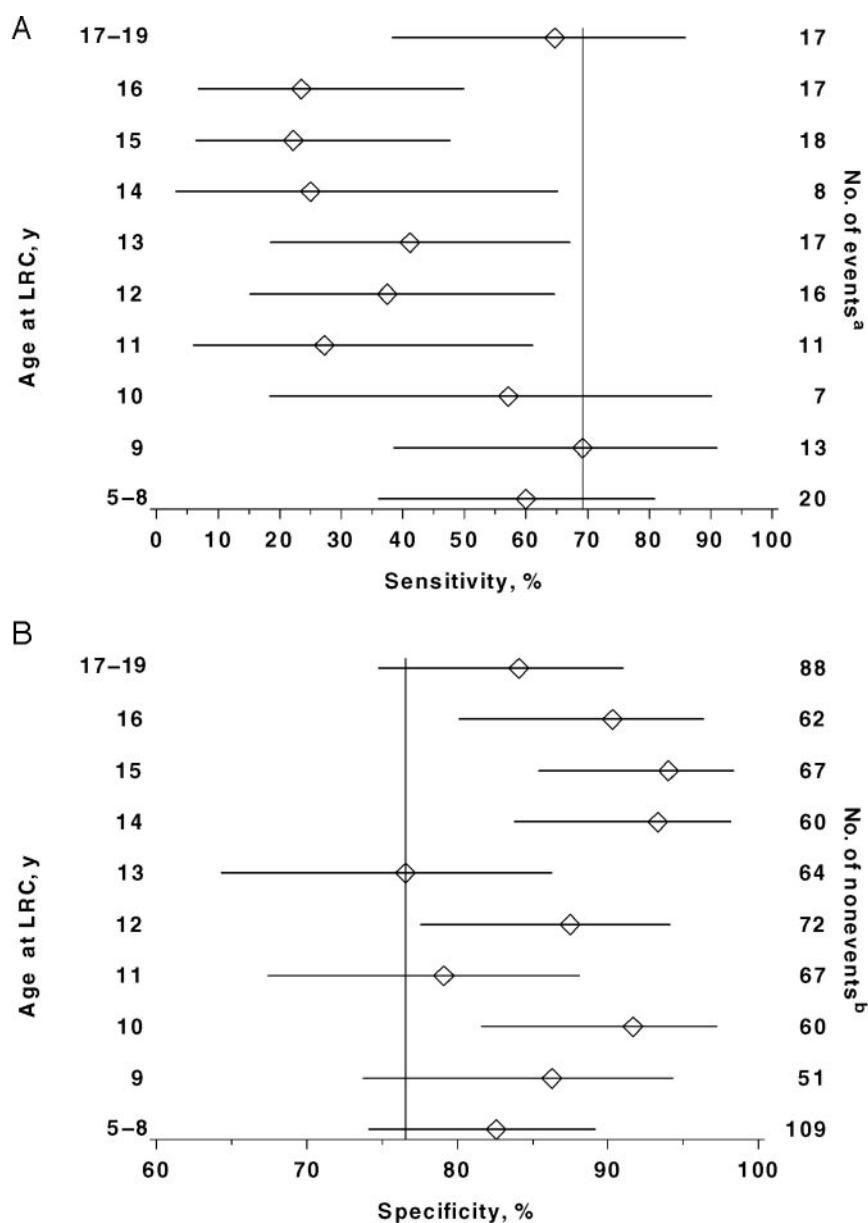 A
17–19 17
16 17
15 18
14 8
13 17
12 16
11 11
10 7
9 13
5–8 20
Age at LRC, y
No. of eventsᵃ
0 10 20 30 40 50 60 70 80 90 100
Sensitivity, %
B
17–19 88
16 62
15 67
14 60
13 64
12 72
11 67
10 60
9 51
5–8 109
Age at LRC, y
No. of noneventsᵇ
60 70 80 90 100
Specificity, %